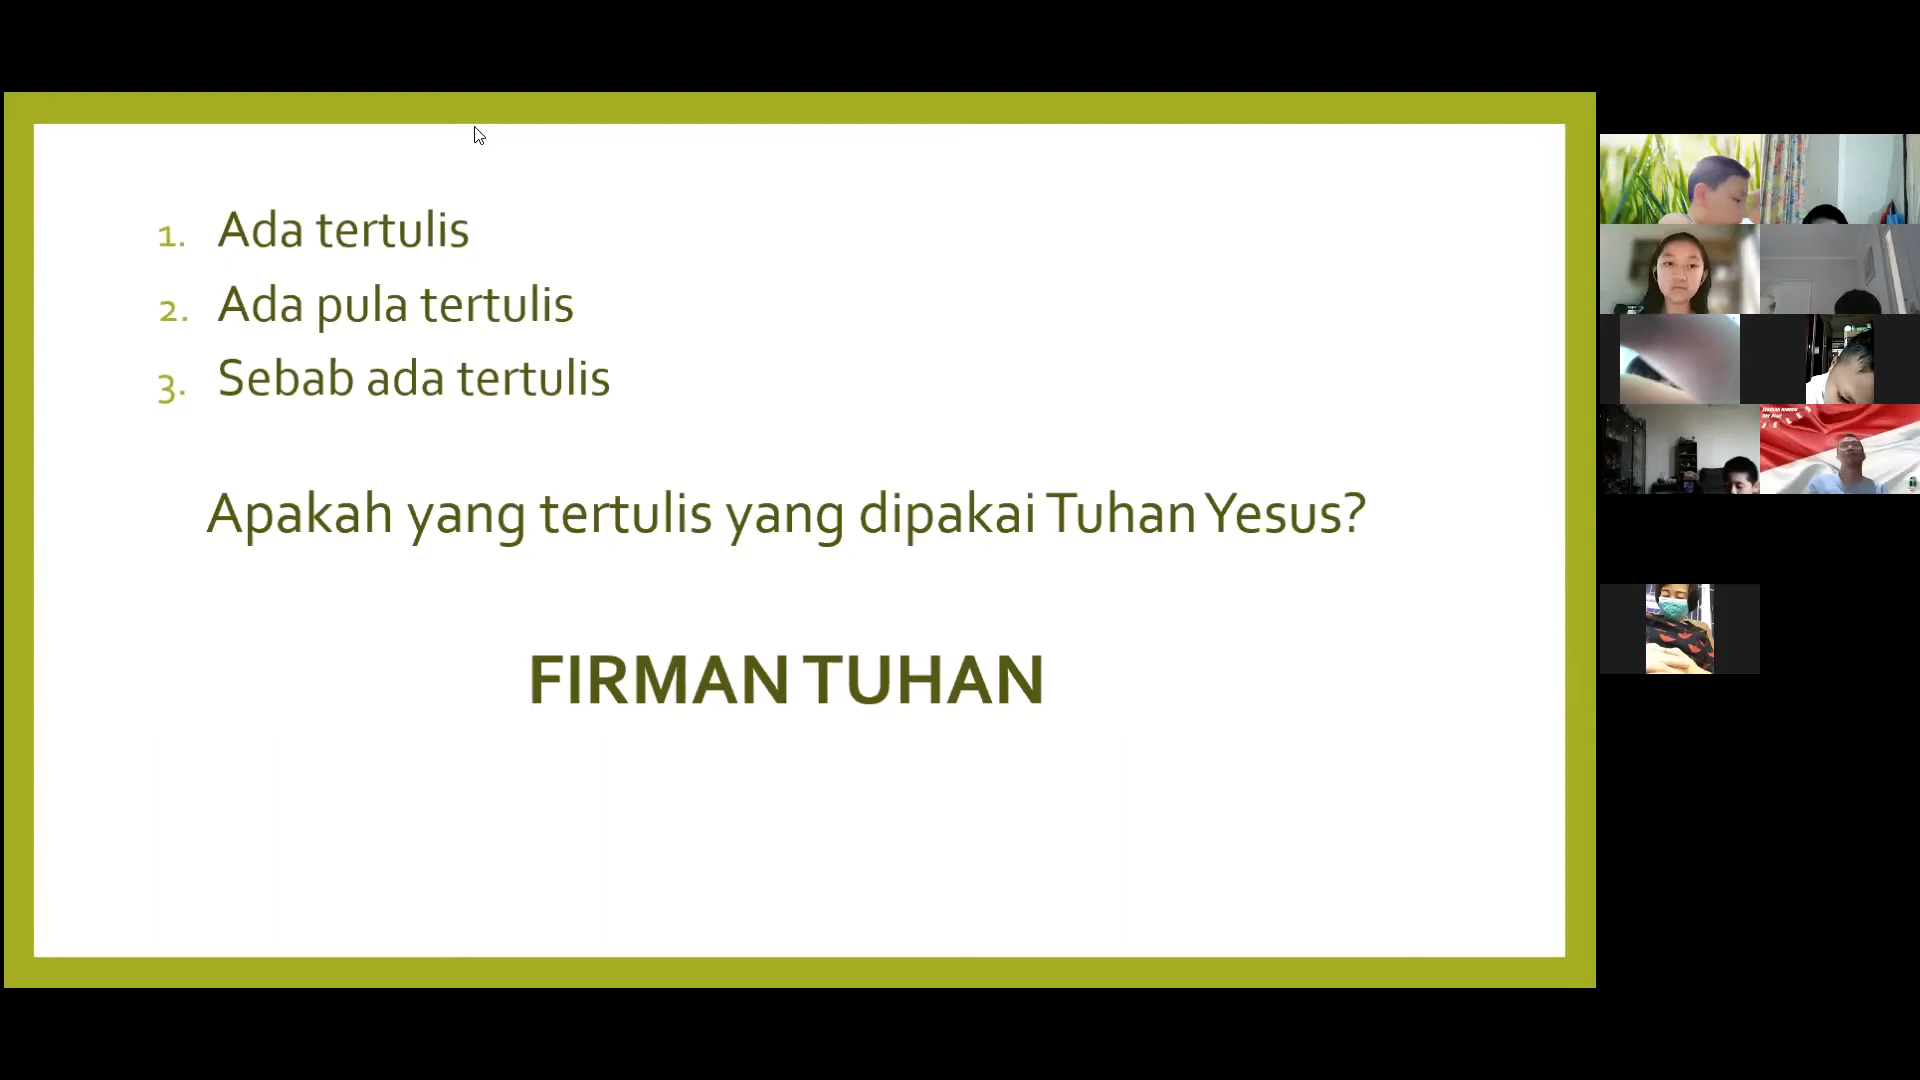 1. Ada tertulis
2. Ada pula tertulis
3. Sebab ada tertulis
Apakah yang tertulis yang dipakai Tuhan Yesus?
FIRMAN TUHAN